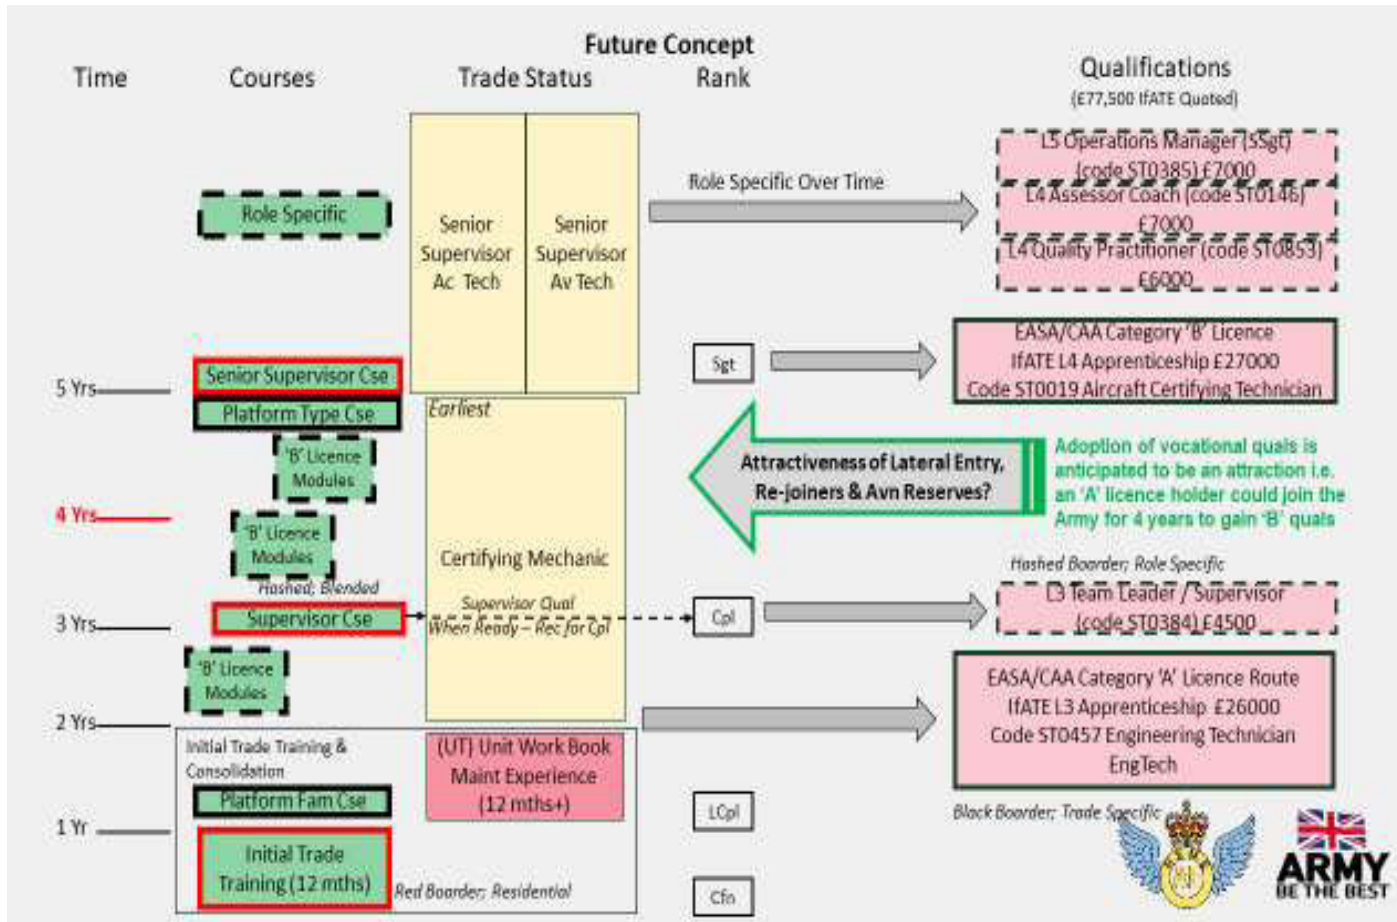 Future Concept
Time
Courses
Trade Status
Rank
Qualifications
(£77,500 IfATE Quoted)
Role Specific
Senior
Supervisor
Ac Tech
Senior
Supervisor
Av Tech
Role Specific Over Time
L5 Operations Manager (SSgt)
(code ST0385) £7000
L4 Assessor Coach (code ST0146)
£7000
L4 Quality Practitioner (code ST0853)
£6000
5 Yrs
Senior Supervisor Cse
Platform Type Cse
Sgt
EASA/CAA Category 'B' Licence
IfATE L4 Apprenticeship £27000
Code ST0019 Aircraft Certifying Technician
Earliest
'B' Licence
Modules
4 Yrs
'B' Licence
Modules
Hashed; Blended
Attractiveness of Lateral Entry,
Re-joiners & Avn Reserves?
Adoption of vocational quals is
anticipated to be an attraction i.e.
an 'A' licence holder could join the
Army for 4 years to gain 'B' quals
Certifying Mechanic
3 Yrs
Supervisor Cse
Supervisor Qual
When Ready – Rec for Cpl
Cpl
Hashed Boarder; Role Specific
L3 Team Leader / Supervisor
(code ST0384) £4500
'B' Licence
Modules
2 Yrs
EASA/CAA Category 'A' Licence Route
IfATE L3 Apprenticeship £26000
Code ST0457 Engineering Technician
EngTech
Initial Trade Training &
Consolidation
Platform Fam Cse
(UT) Unit Work Book
Maint Experience
(12 mths+)
LCpl
Black Boarder; Trade Specific
1 Yr
Initial Trade
Training (12 mths)
Red Boarder; Residential
Cfn
ARMY
BE THE BEST